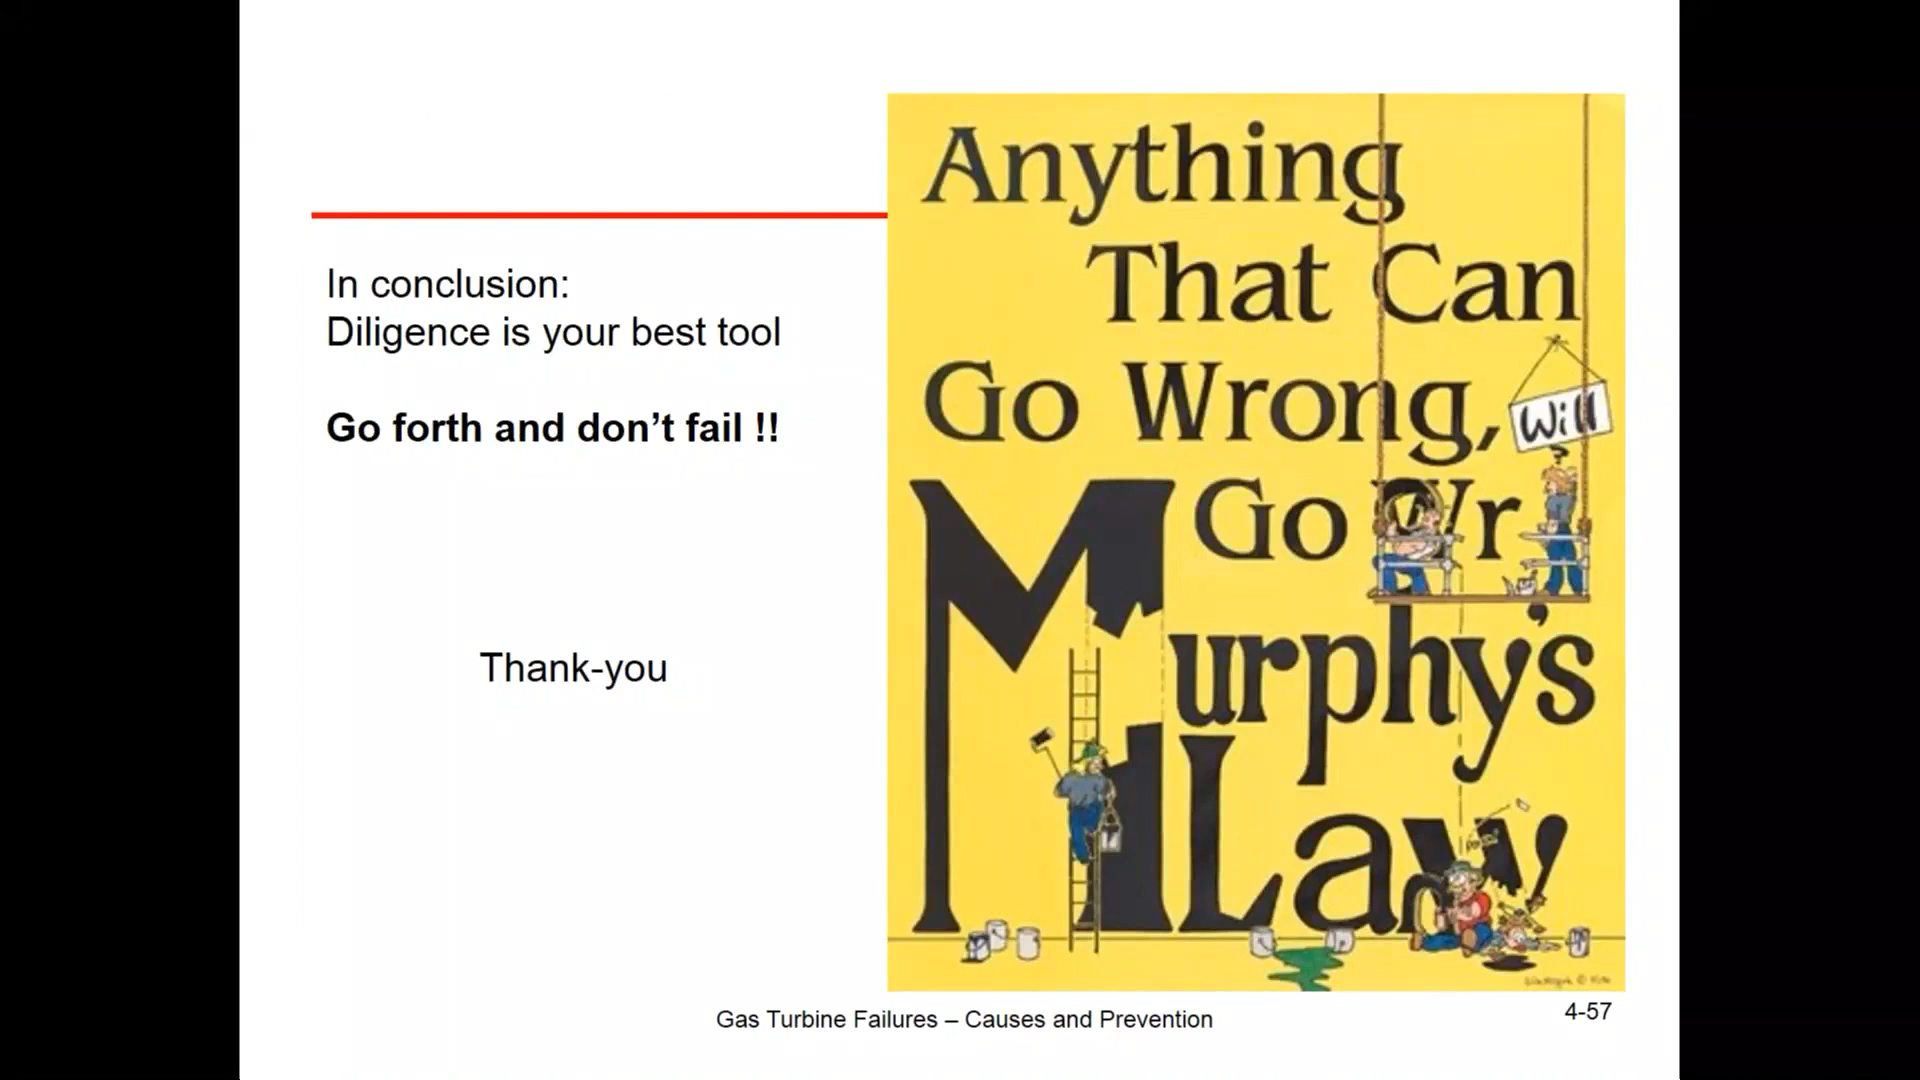 In conclusion:
Diligence is your best tool
Go forth and don’t fail !!
Thank-you
Anything
That Can
Go Wrong,
Will
Go Wr
Murphy's
Law
Gas Turbine Failures – Causes and Prevention
4-57